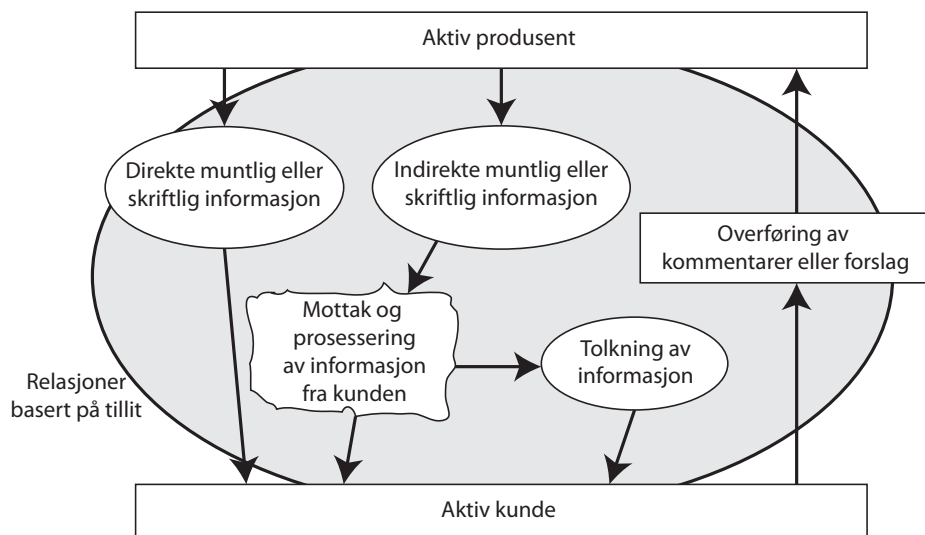 Aktiv produsent
Direkte muntlig eller
skriftlig informasjon
Indirekte muntlig eller
skriftlig informasjon
Overføring av
kommentarer eller forslag
Mottak og
prosessering
av informasjon
fra kunden
Tolkning av
informasjon
Relasjoner
basert på tillit
Aktiv kunde